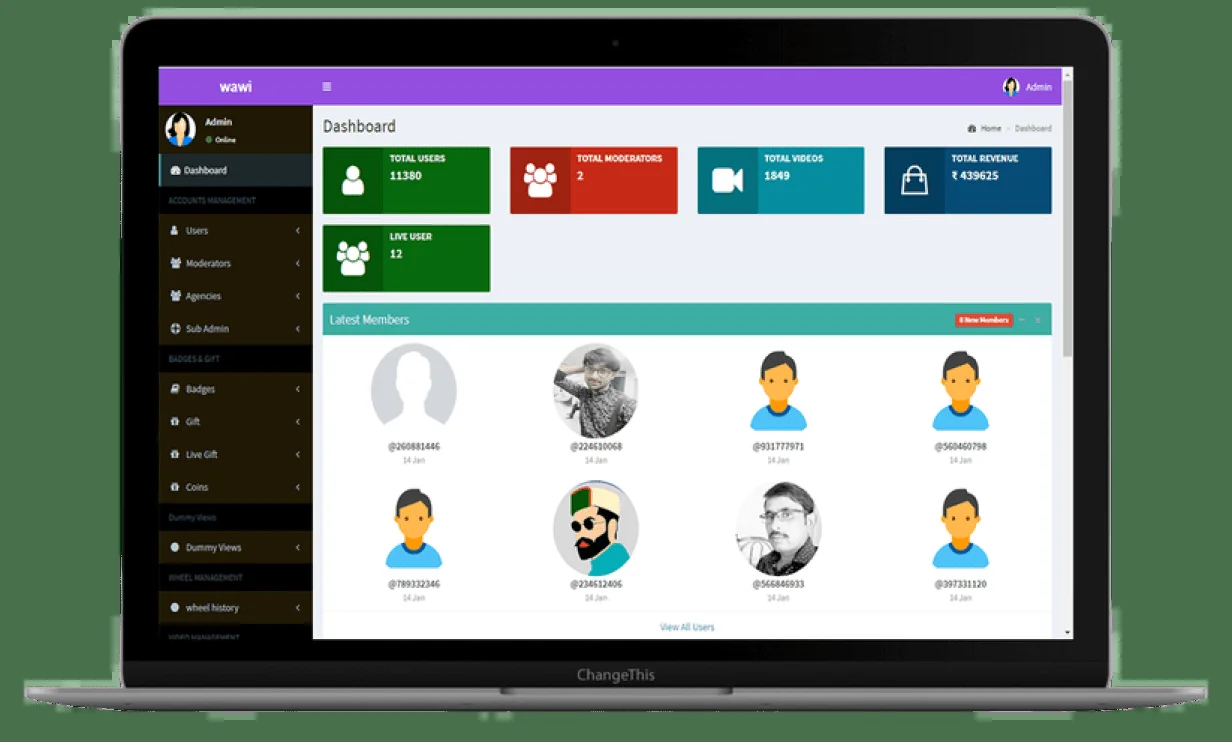 wawi
Admin
Admin
Online
Dashboard
ACCOUNTS MANAGEMENT
Users
Moderators
Agencies
Sub Admin
BADGES & GIFT
Badges
Gift
Live Gift
Coins
Dummy Views
Dummy Views
WHEEL MANAGEMENT
wheel history
VIDEO MANAGEMENT
Dashboard
Home - Dashboard
TOTAL USERS
11380
TOTAL MODERATORS
2
TOTAL VIDEOS
1849
TOTAL REVENUE
₹ 439625
LIVE USER
12
Latest Members
8 New Members
@260881446
14 Jan
@224610068
14 Jan
@931777971
14 Jan
@560460798
14 Jan
@789332346
14 Jan
@234612406
14 Jan
@566846933
14 Jan
@397331120
14 Jan
View All Users
ChangeThis